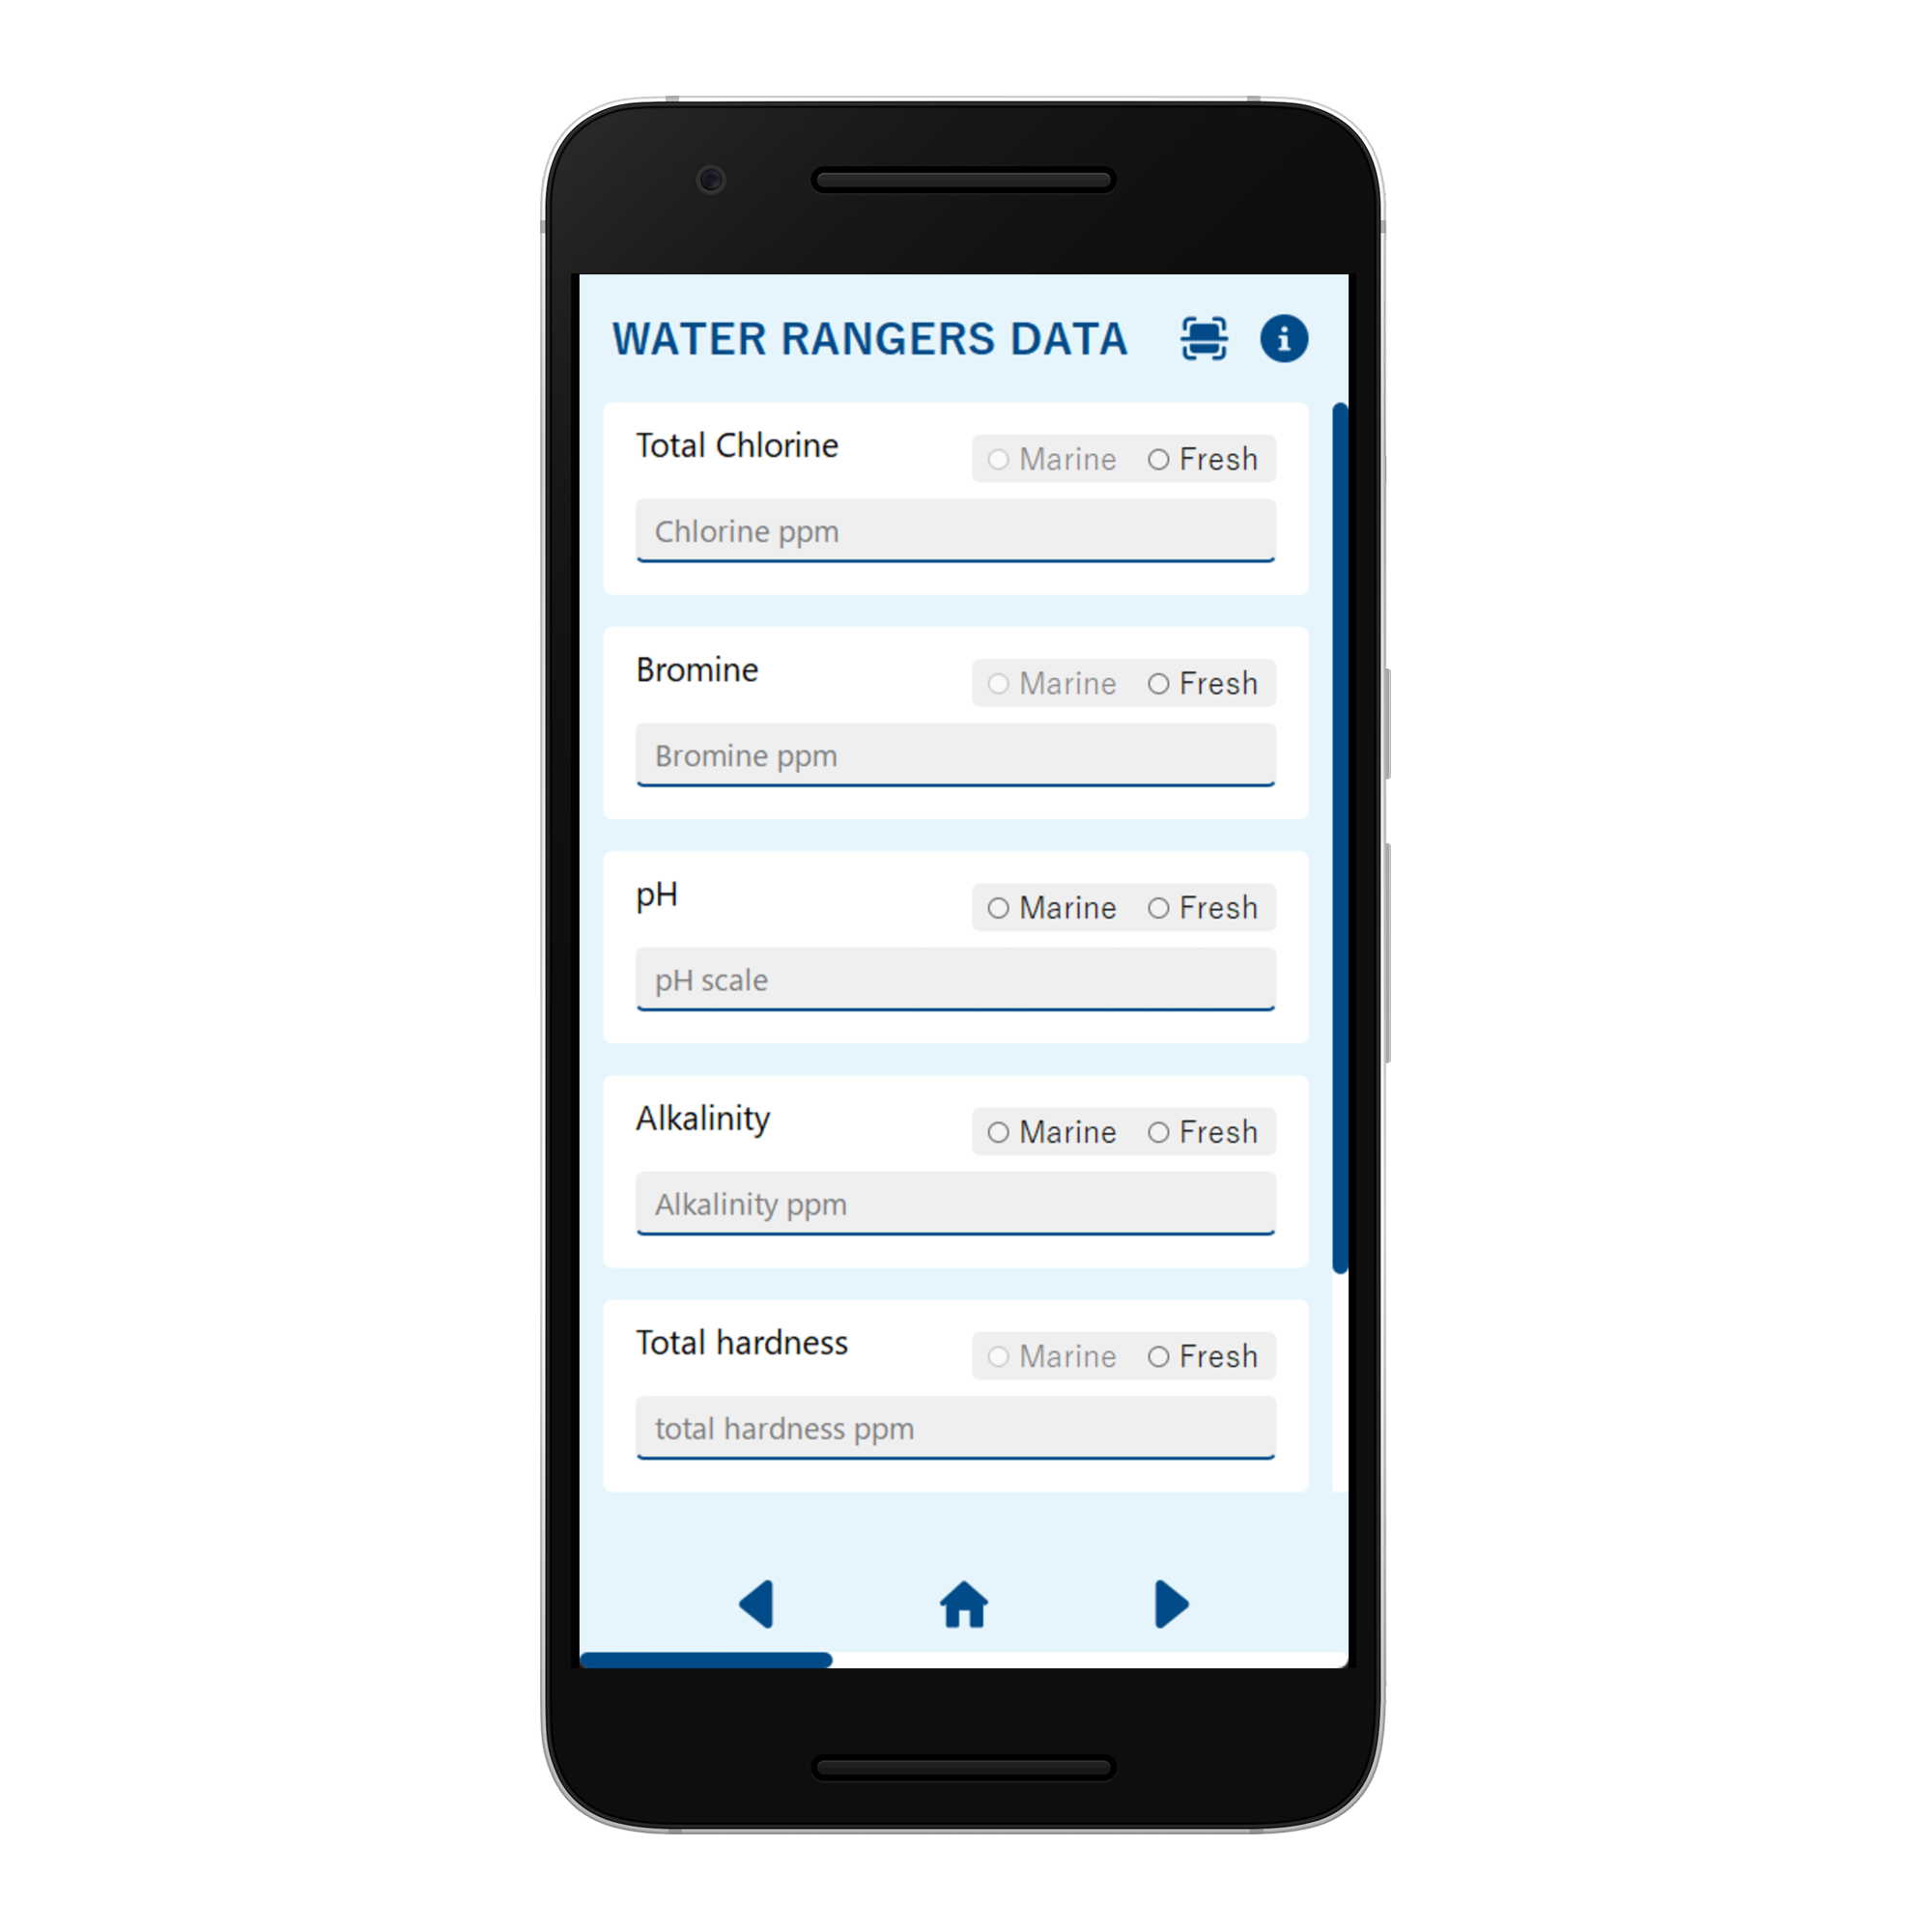 WATER RANGERS DATA
Total Chlorine
Marine Fresh
Chlorine ppm
Bromine
Marine Fresh
Bromine ppm
pH
Marine Fresh
pH scale
Alkalinity
Marine Fresh
Alkalinity ppm
Total hardness
Marine Fresh
total hardness ppm